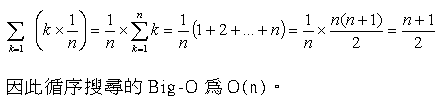 ∑_{k=1} (k × 1/n) = 1/n × ∑_{k=1}^{n} k = 1/n (1 + 2 + ... + n) = 1/n × n(n+1)/2 = (n+1)/2
因此循序搜尋的 Big-O 為 O(n)。